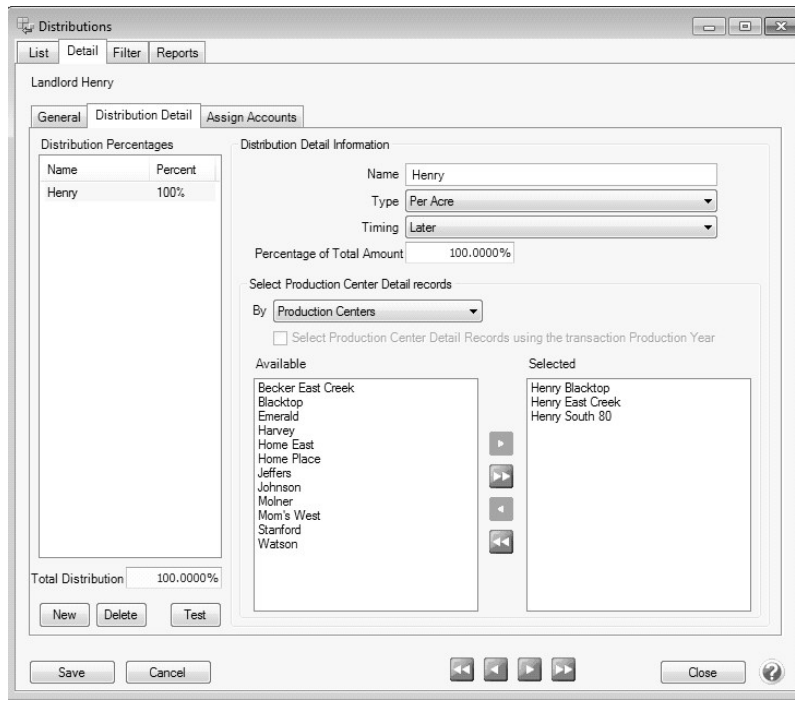 Distributions
List Detail Filter Reports
Landlord Henry
General Distribution Detail Assign Accounts
Distribution Percentages
Name Percent
Henry 100%
Total Distribution 100.0000%
New Delete Test
Distribution Detail Information
Name Henry
Type Per Acre
Timing Later
Percentage of Total Amount 100.0000%
Select Production Center Detail records
By Production Centers
Select Production Center Detail Records using the transaction Production Year
Available
Becker East Creek
Blacktop
Emerald
Harvey
Home East
Home Place
Jeffers
Johnson
Molner
Mom's West
Stanford
Watson
Selected
Henry Blacktop
Henry East Creek
Henry South 80
Save Cancel Close ?